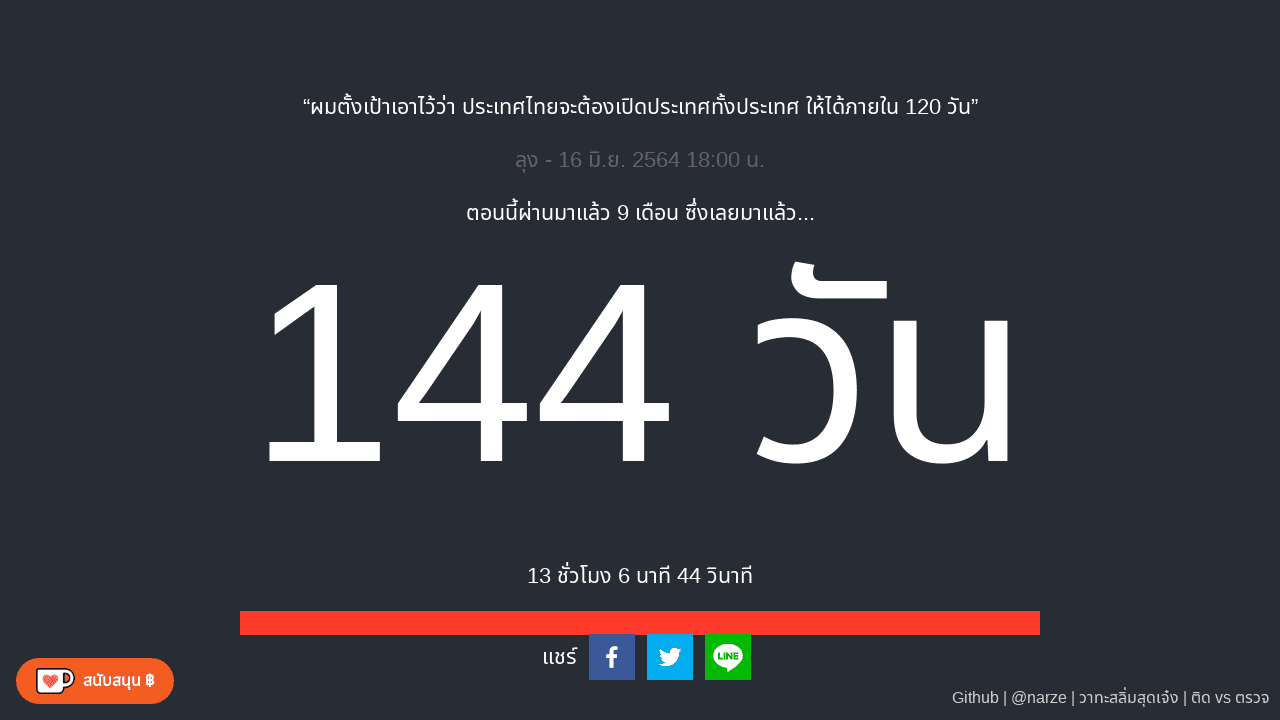 “ผมตั้งเป้าเอาไว้ว่า ประเทศไทยจะต้องเปิดประเทศทั้งประเทศ ให้ได้ภายใน 120 วัน”
ลุง - 16 มิ.ย. 2564 18:00 น.
ตอนนี้ผ่านมาแล้ว 9 เดือน ซึ่งเลยมาแล้ว...
144 วัน
13 ชั่วโมง 6 นาที 44 วินาที
แชร์ LINE
สนับสนุน ฿
Github | @narze | วาทะสลิ่มสุดเจ๋ง | ติด vs ตรวจ